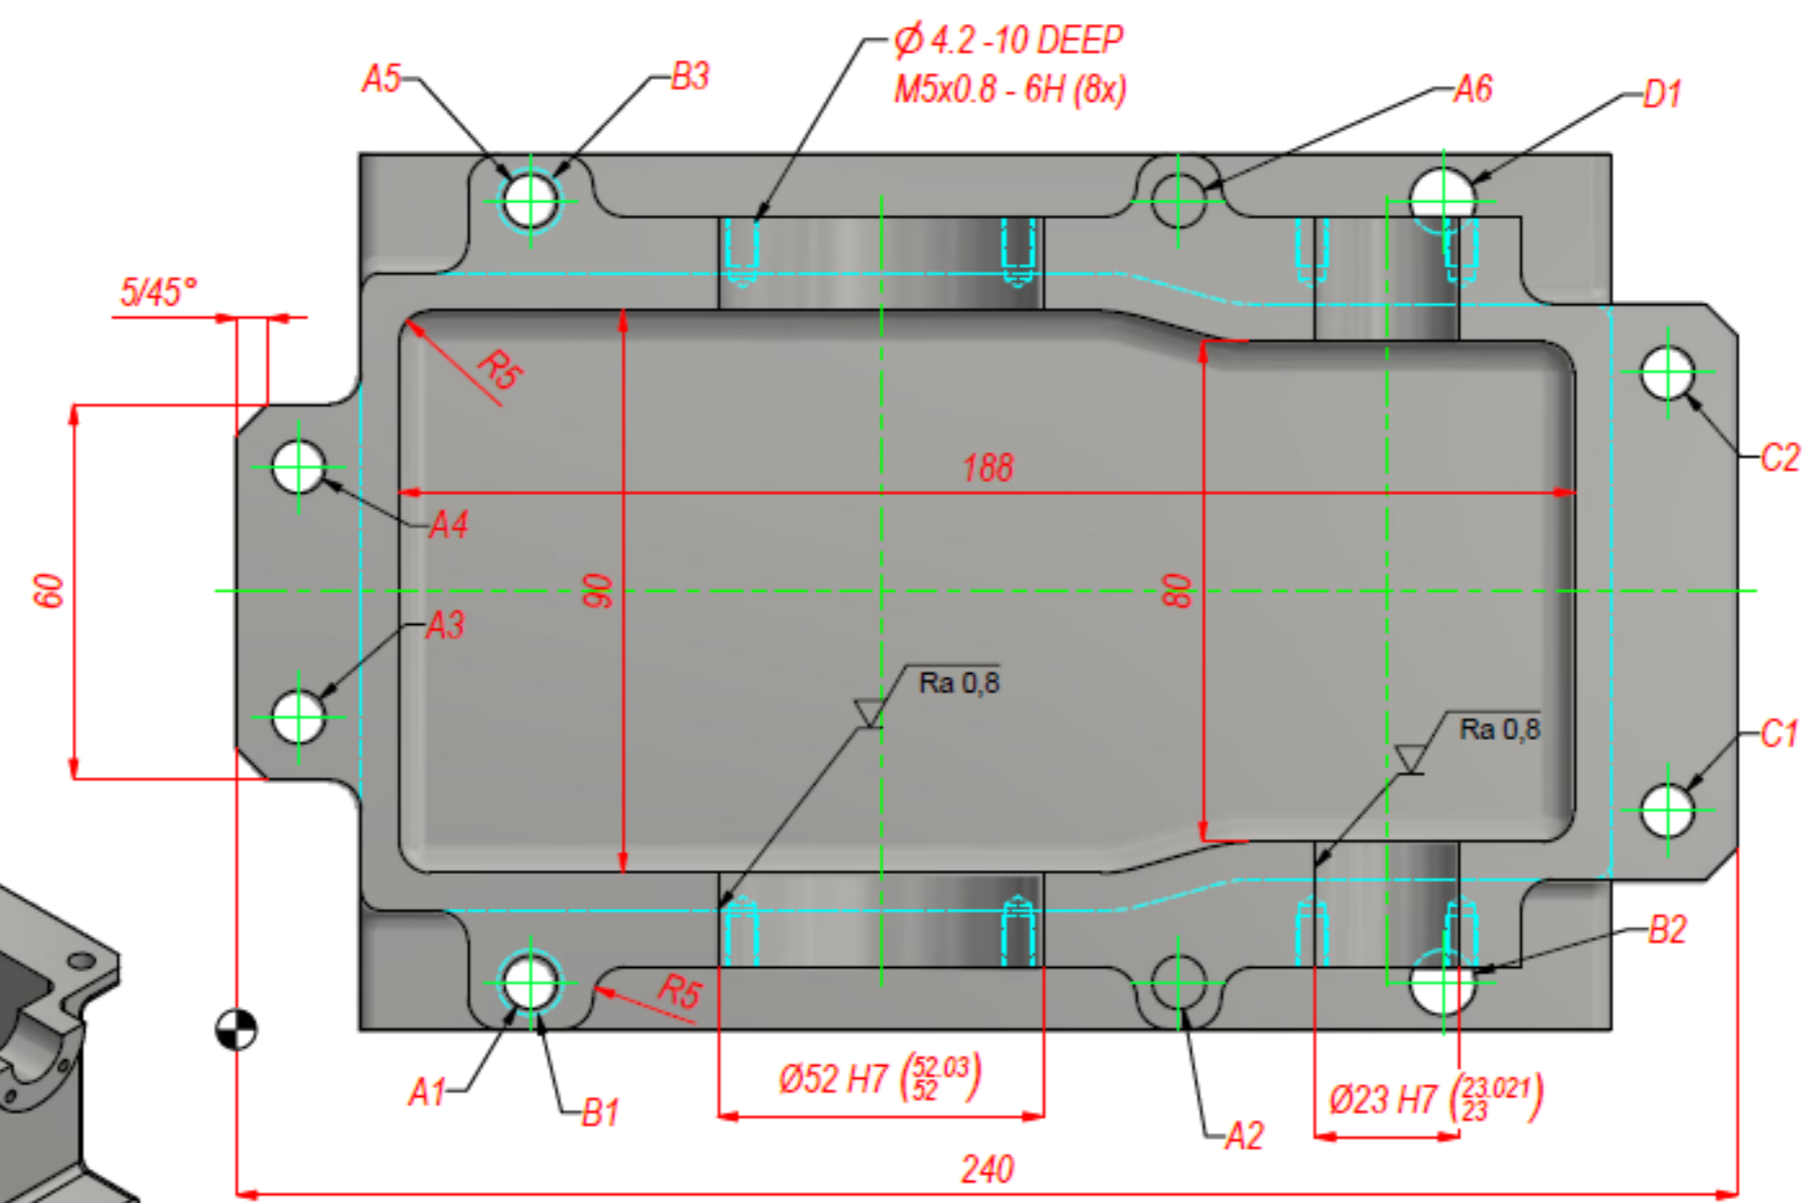 Ø 4.2 -10 DEEP
M5x0.8 - 6H (8x)
A5
B3
A6
D1
5/45°
R5
C2
188
A4
60
90
80
A3
Ra 0,8
Ra 0,8
C1
B2
R5
Ø52 H7 (52.03
52)
Ø23 H7 (23.021
23)
A1
B1
A2
240